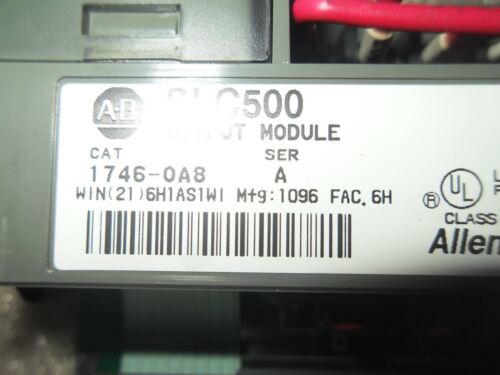 A-B
SLC500
OUTPUT MODULE
CAT SER
1746-OA8 A
WIN(21)6H1AS1WI Mfg:1096 FAC.6H
UL
®
CLASS
Allen